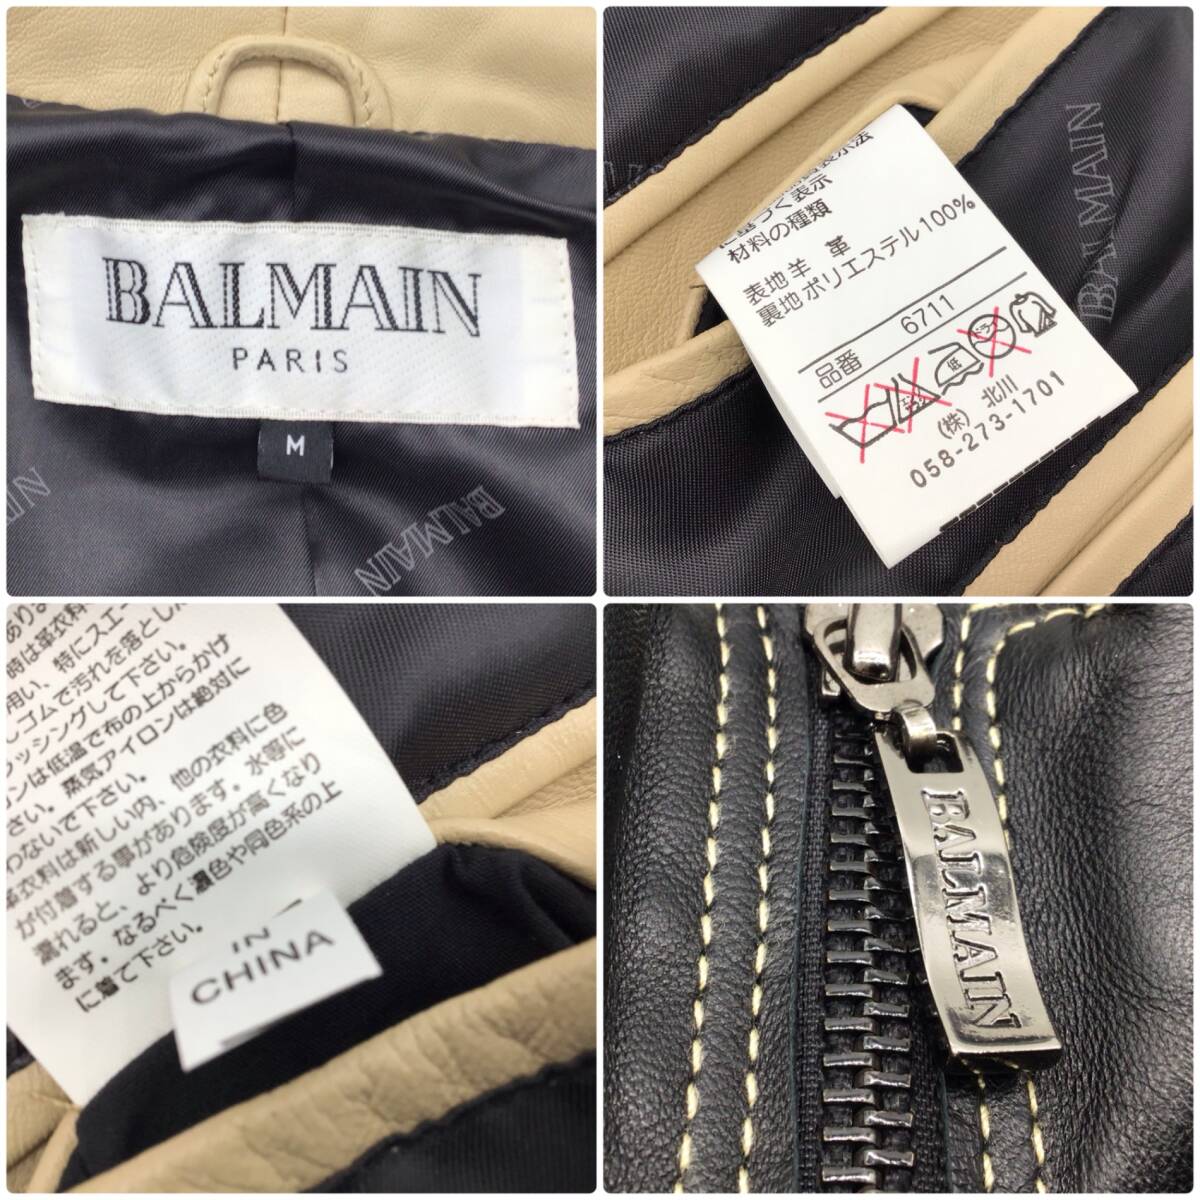 BALMAIN
PARIS
M
BALMAIN
に基づく表示
材料の種類
表地 羊 革
裏地 ポリエステル100%
品番 6711
(株) 北川
058-273-1701
BALMAIN
時は革衣料
用い、特にスエー
しゴムで汚れを落とし
ラッシングして下さい。
ロンは低温で布の上からかけ
さい。蒸気アイロンは絶対に
わないで下さい。
革衣料は新しい内、他の衣料に色
が付着する事があります。水等に
濡れると、より危険度が高くなり
ます。なるべく濃色や同色系の上
に着て下さい。
IN
CHINA
BALMAIN